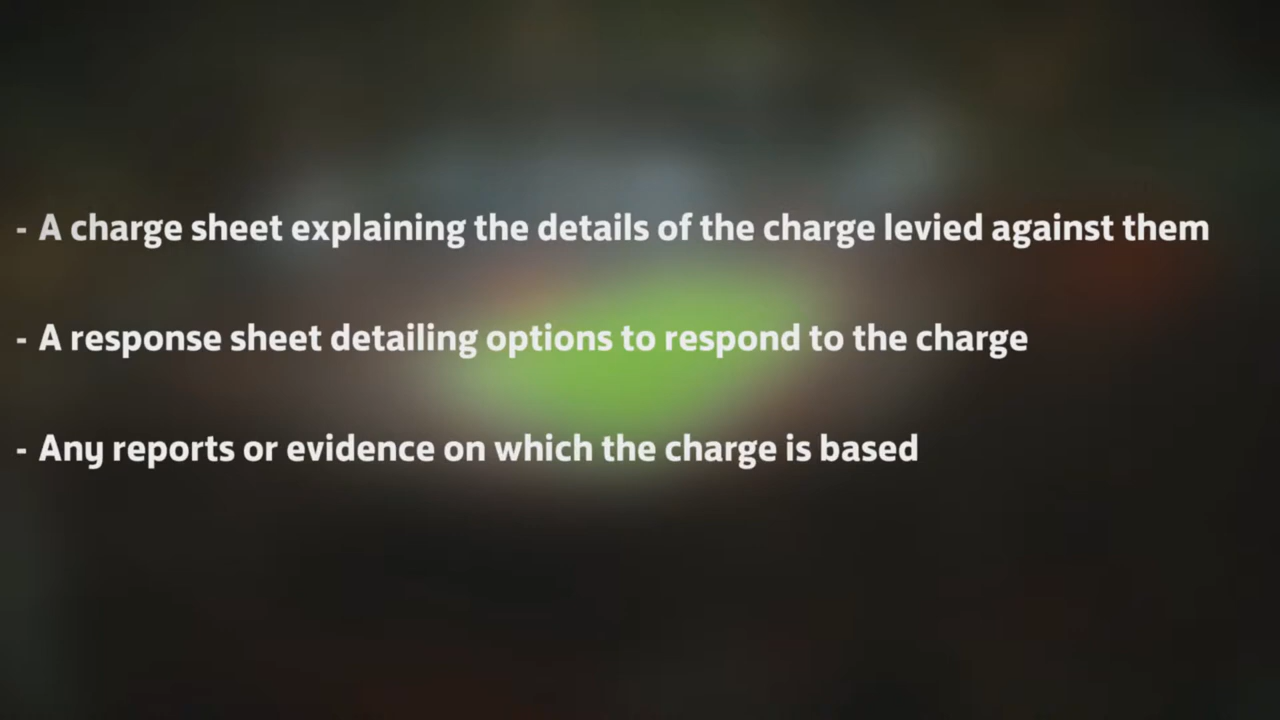 - A charge sheet explaining the details of the charge levied against them
- A response sheet detailing options to respond to the charge
- Any reports or evidence on which the charge is based